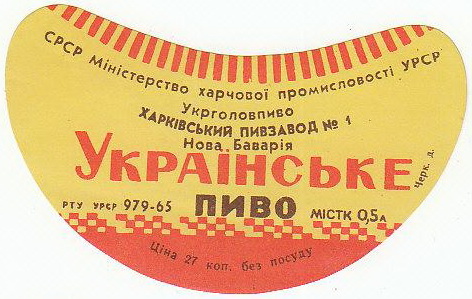 СРСР Міністерство харчової промисловості УРСР
Укрголовпиво
ХАРКІВСЬКИЙ ПИВЗАВОД № 1
Нова Баварія
УКРАЇНСЬКЕ
Черк. д.
РТУ УРСР 979-65
ПИВО
МІСТК 0,5 л
Ціна 27 коп. без посуду